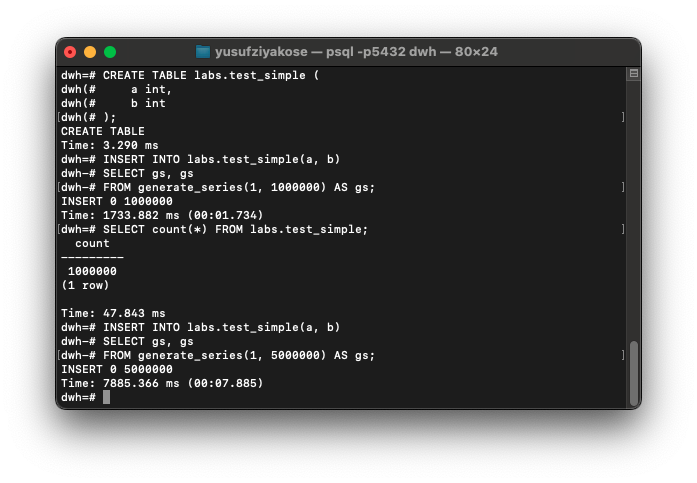 yusufziyakose — psql -p5432 dwh — 80×24
dwh=# CREATE TABLE labs.test_simple (
dwh(#     a int,
dwh(#     b int
[dwh(# );                                                                        ]
CREATE TABLE
Time: 3.290 ms
dwh=# INSERT INTO labs.test_simple(a, b)
dwh-# SELECT gs, gs
[dwh-# FROM generate_series(1, 1000000) AS gs;                                    ]
INSERT 0 1000000
Time: 1733.882 ms (00:01.734)
[dwh=# SELECT count(*) FROM labs.test_simple;                                     ]
  count
---------
 1000000
(1 row)

Time: 47.843 ms
dwh=# INSERT INTO labs.test_simple(a, b)
dwh-# SELECT gs, gs
[dwh-# FROM generate_series(1, 5000000) AS gs;                                    ]
INSERT 0 5000000
Time: 7885.366 ms (00:07.885)
dwh=#